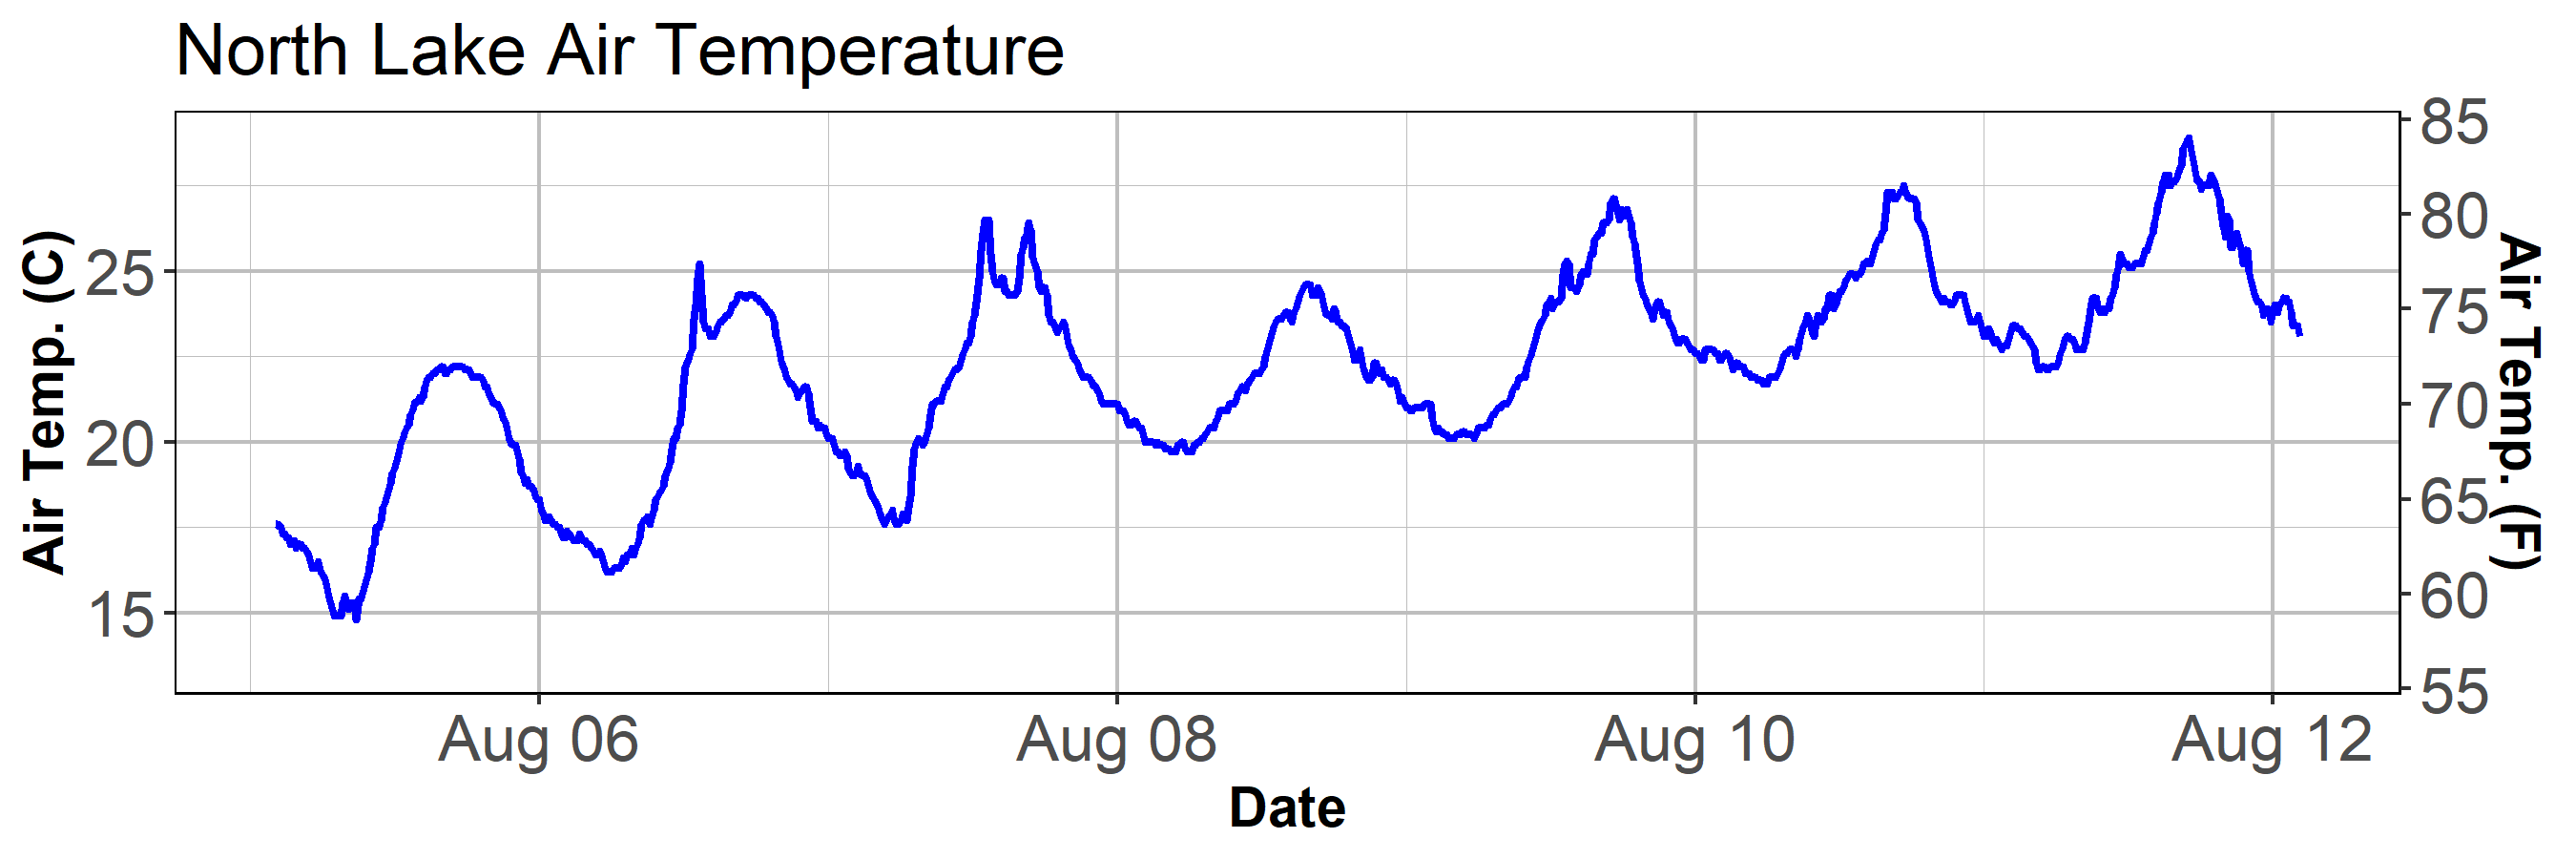 North Lake Air Temperature
Air Temp. (C)
25
20
15
85
80
75
70
65
60
55
Air Temp. (F)
Aug 06 Aug 08 Aug 10 Aug 12
Date